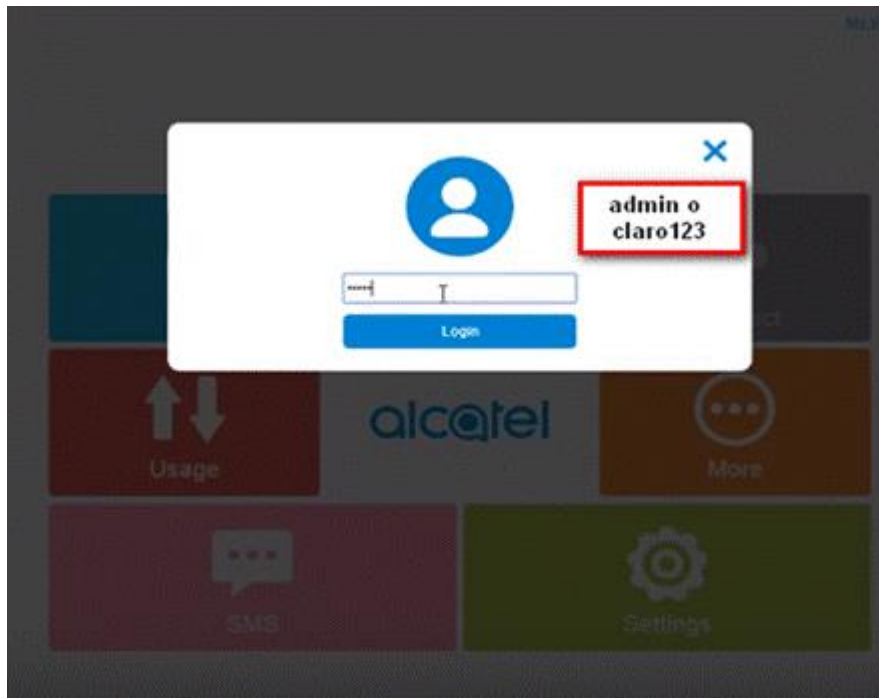 admin o
claro123
Login
alcatel
Usage
More
SMS
Settings